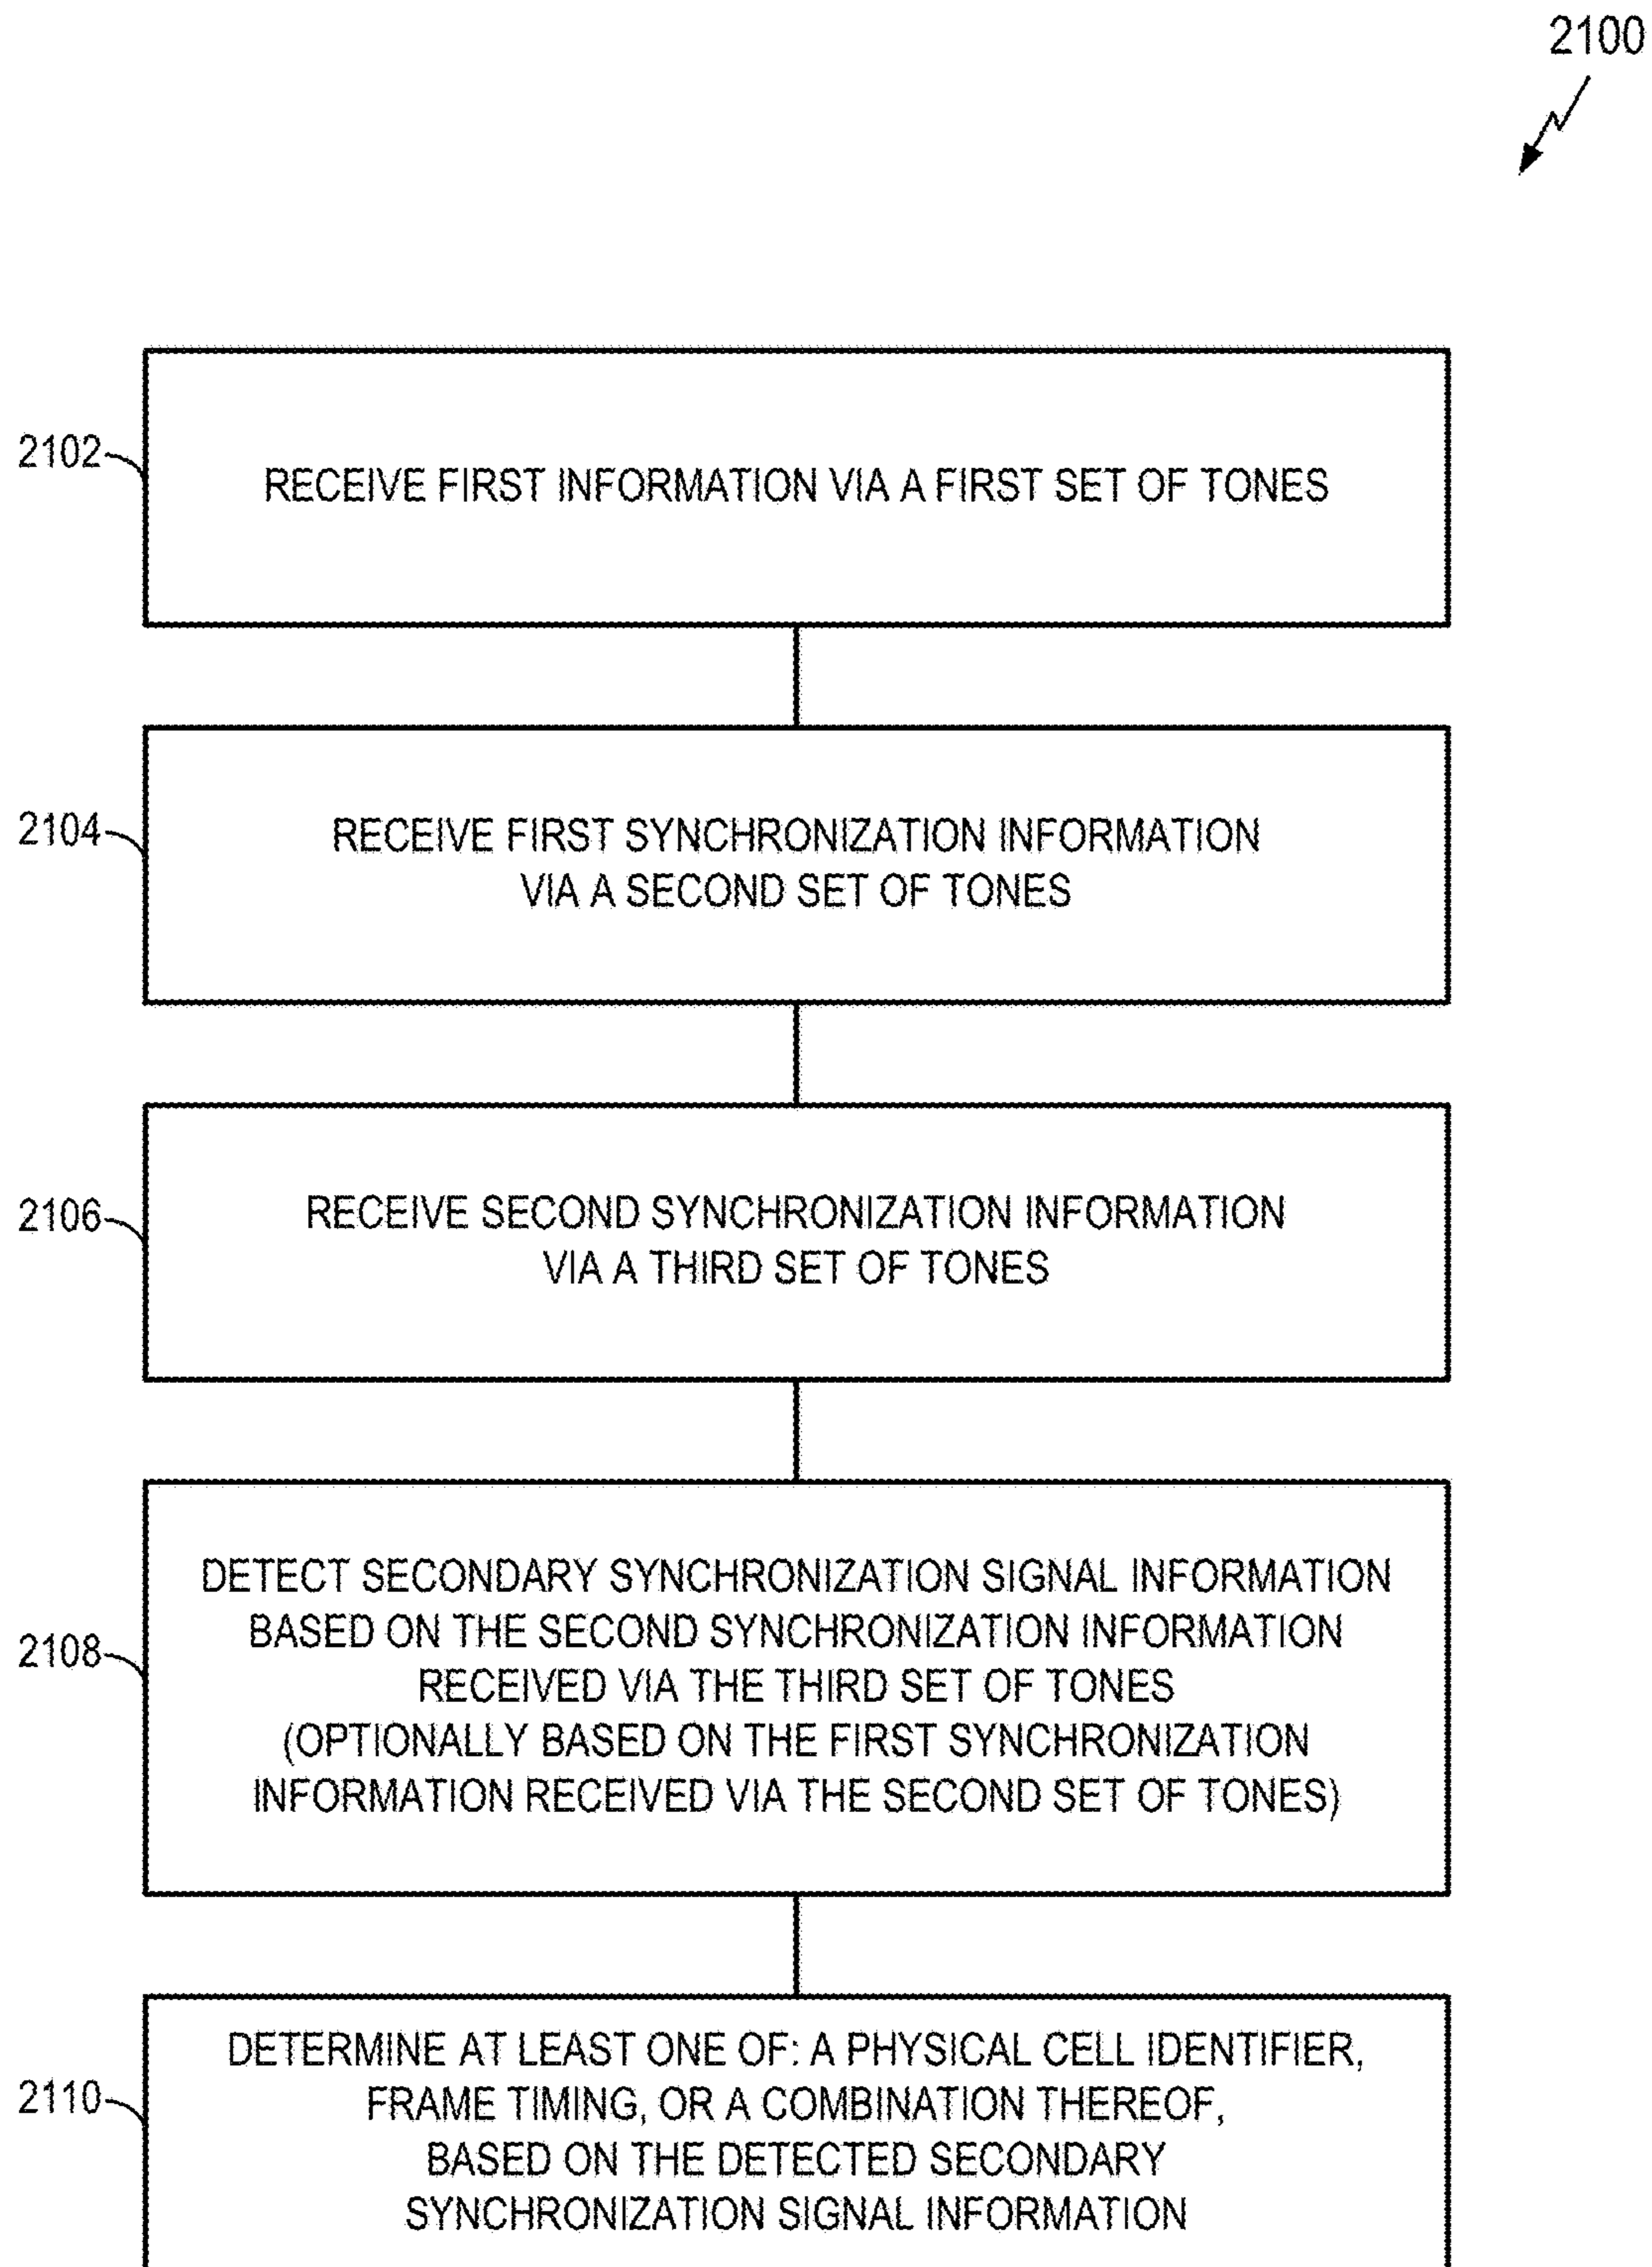 2100
2102
RECEIVE FIRST INFORMATION VIA A FIRST SET OF TONES
2104
RECEIVE FIRST SYNCHRONIZATION INFORMATION
VIA A SECOND SET OF TONES
2106
RECEIVE SECOND SYNCHRONIZATION INFORMATION
VIA A THIRD SET OF TONES
2108
DETECT SECONDARY SYNCHRONIZATION SIGNAL INFORMATION
BASED ON THE SECOND SYNCHRONIZATION INFORMATION
RECEIVED VIA THE THIRD SET OF TONES
(OPTIONALLY BASED ON THE FIRST SYNCHRONIZATION
INFORMATION RECEIVED VIA THE SECOND SET OF TONES)
2110
DETERMINE AT LEAST ONE OF: A PHYSICAL CELL IDENTIFIER,
FRAME TIMING, OR A COMBINATION THEREOF,
BASED ON THE DETECTED SECONDARY
SYNCHRONIZATION SIGNAL INFORMATION